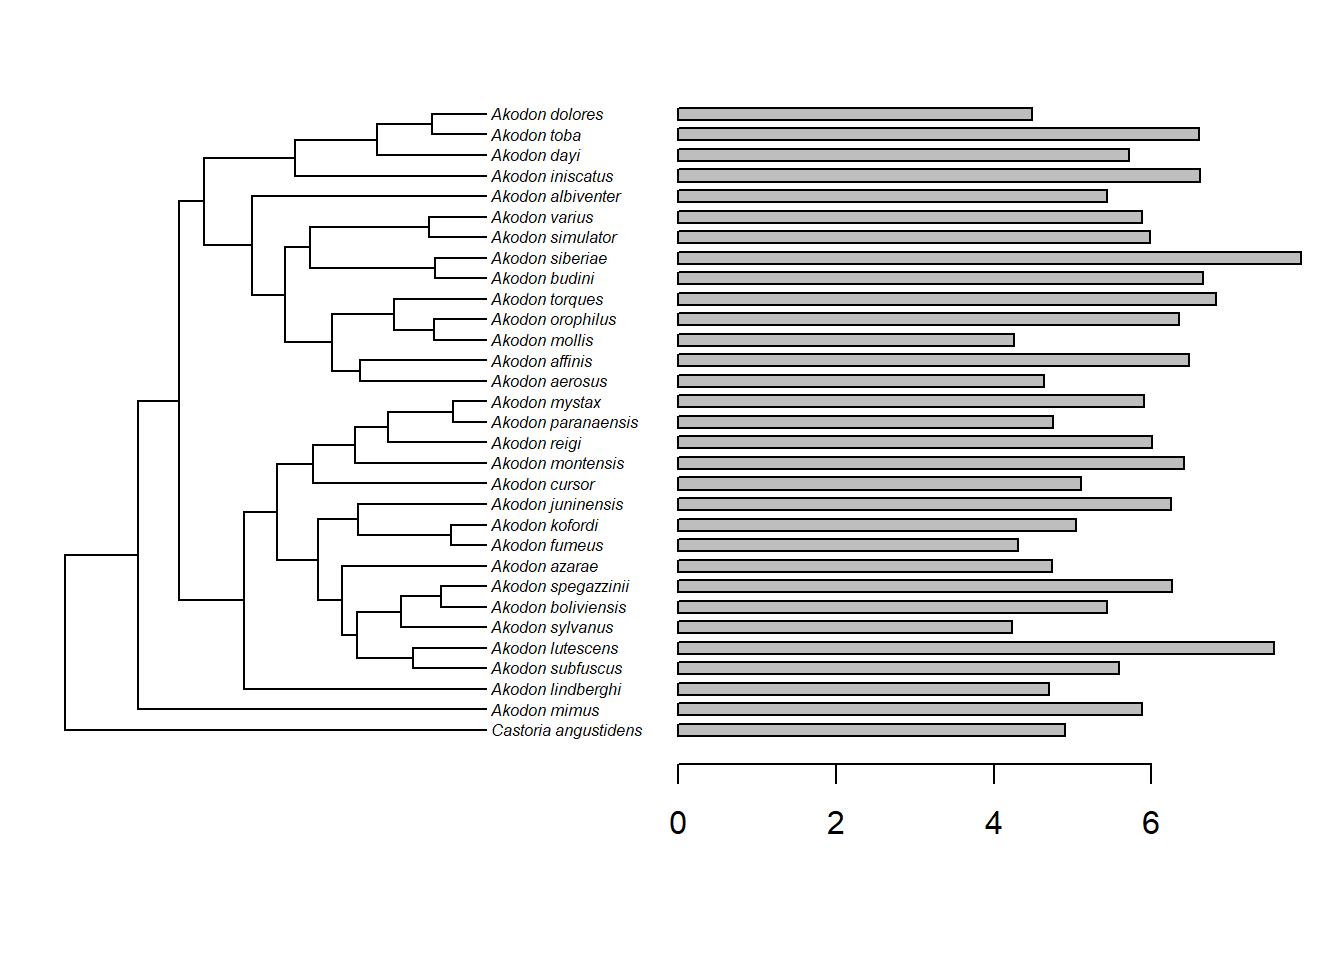 Akodon dolores
Akodon toba
Akodon dayi
Akodon iniscatus
Akodon albiventer
Akodon varius
Akodon simulator
Akodon siberiae
Akodon budini
Akodon torques
Akodon orophilus
Akodon mollis
Akodon affinis
Akodon aerosus
Akodon mystax
Akodon paranaensis
Akodon reigi
Akodon montensis
Akodon cursor
Akodon juninensis
Akodon kofordi
Akodon fumeus
Akodon azarae
Akodon spegazzinii
Akodon boliviensis
Akodon sylvanus
Akodon lutescens
Akodon subfuscus
Akodon lindberghi
Akodon mimus
Castoria angustidens
0 2 4 6